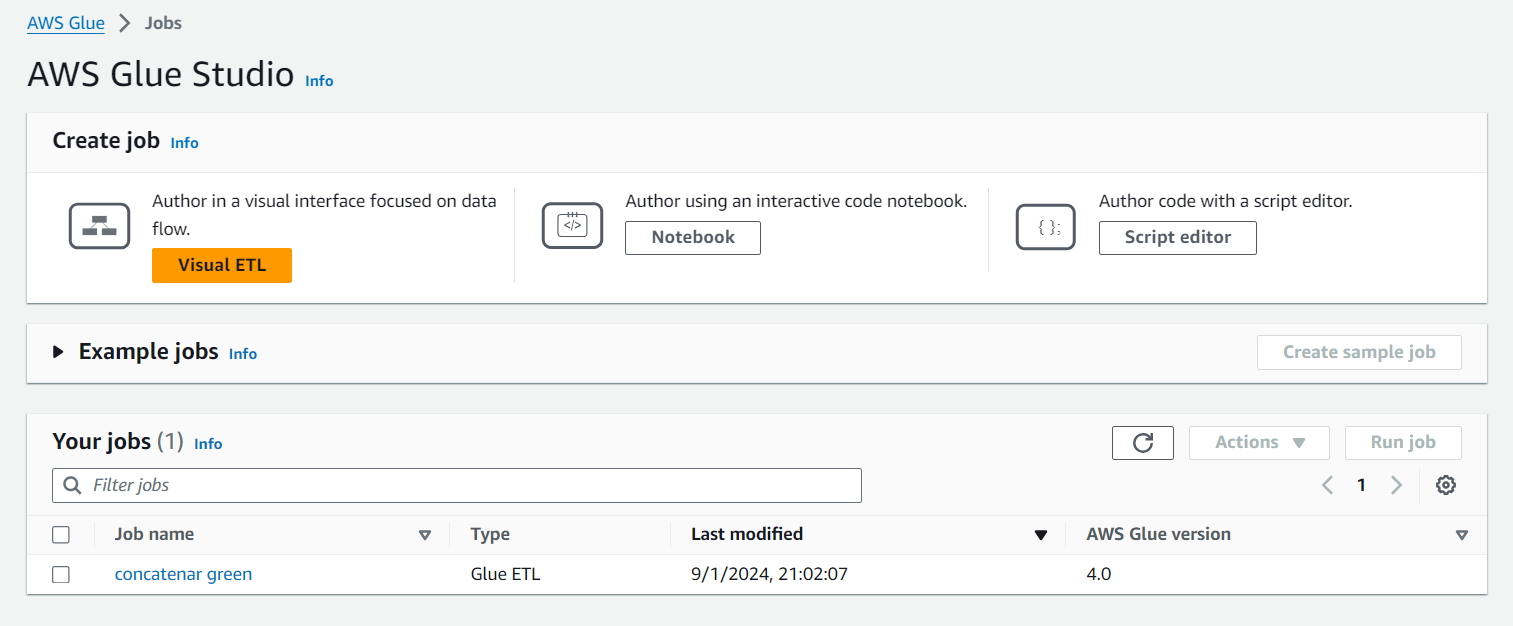 AWS Glue > Jobs
AWS Glue Studio Info
Create job Info
Author in a visual interface focused on data
flow.
Visual ETL
</>
Author using an interactive code notebook.
Notebook
{ };
Author code with a script editor.
Script editor
Example jobs Info
Create sample job
Your jobs (1) Info
Actions
Run job
Filter jobs
1
Job name Type Last modified AWS Glue version
concatenar green Glue ETL 9/1/2024, 21:02:07 4.0